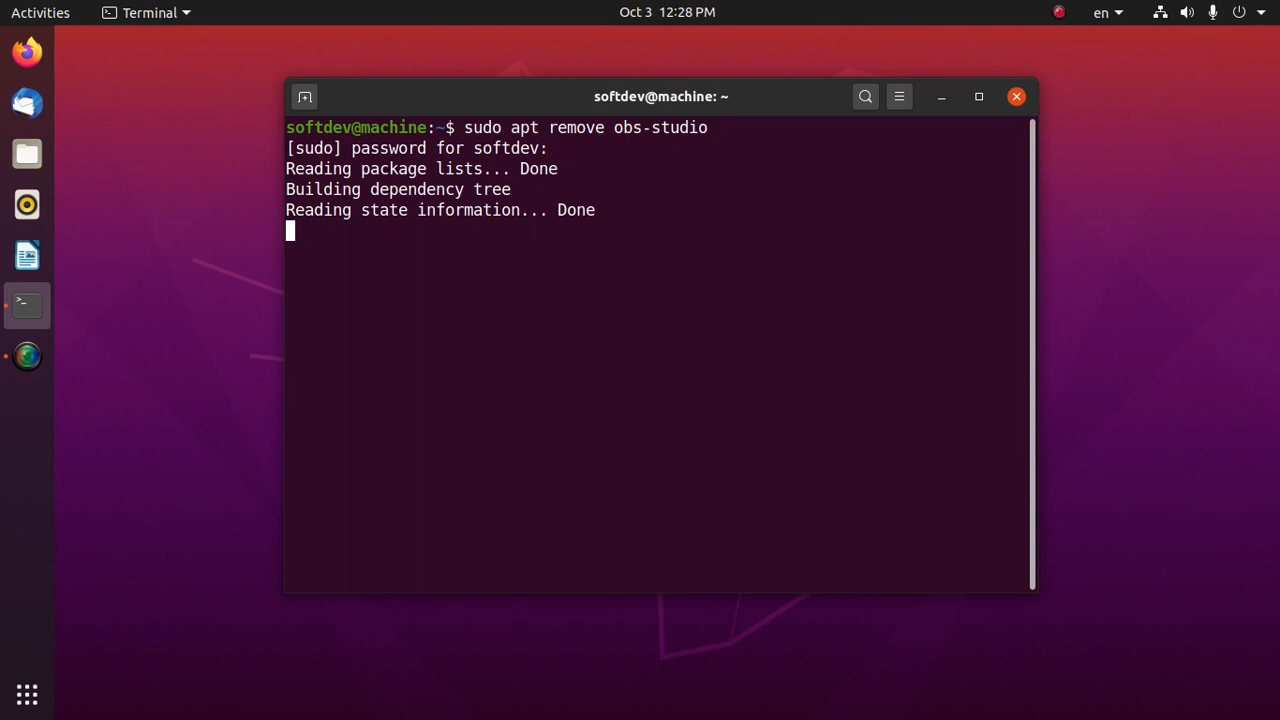 Activities
Terminal
Oct 3 12:28 PM
en
softdev@machine: ~
softdev@machine:~$ sudo apt remove obs-studio
[sudo] password for softdev:
Reading package lists... Done
Building dependency tree
Reading state information... Done